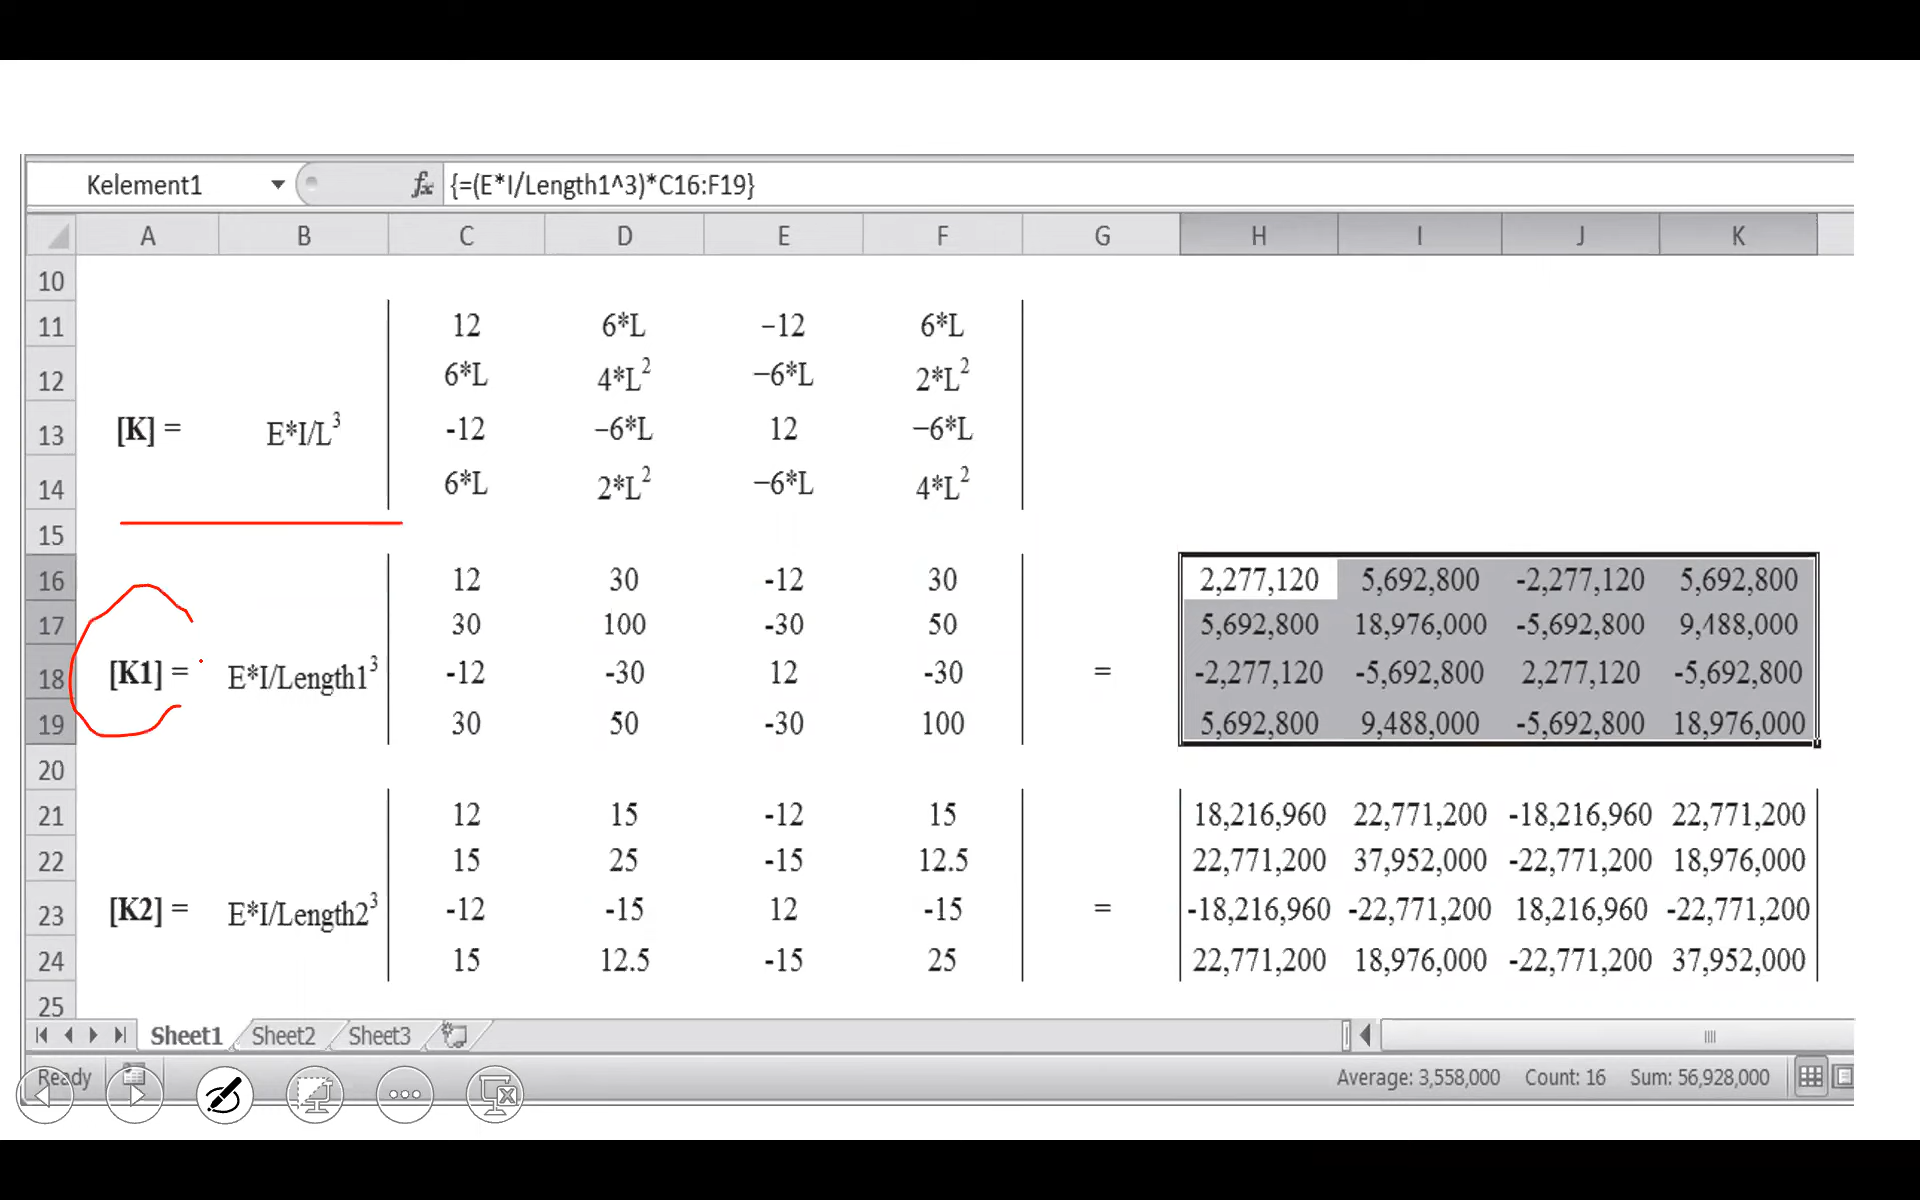 Kelement1 fx {=(E*I/Length1^3)*C16:F19}
A B C D E F G H I J K
10
11 12 6*L −12 6*L
12 6*L 4*L² −6*L 2*L²
13 [K] = E*I/L³ -12 −6*L 12 −6*L
14 6*L 2*L² −6*L 4*L²
15
16 12 30 -12 30 2,277,120 5,692,800 -2,277,120 5,692,800
17 30 100 -30 50 5,692,800 18,976,000 -5,692,800 9,488,000
18 [K1] = E*I/Length1³ -12 -30 12 -30 = -2,277,120 -5,692,800 2,277,120 -5,692,800
19 30 50 -30 100 5,692,800 9,488,000 -5,692,800 18,976,000
20
21 12 15 -12 15 18,216,960 22,771,200 -18,216,960 22,771,200
22 15 25 -15 12.5 22,771,200 37,952,000 -22,771,200 18,976,000
23 [K2] = E*I/Length2³ -12 -15 12 -15 = -18,216,960 -22,771,200 18,216,960 -22,771,200
24 15 12.5 -15 25 22,771,200 18,976,000 -22,771,200 37,952,000
25
Sheet1 Sheet2 Sheet3
Ready Average: 3,558,000 Count: 16 Sum: 56,928,000